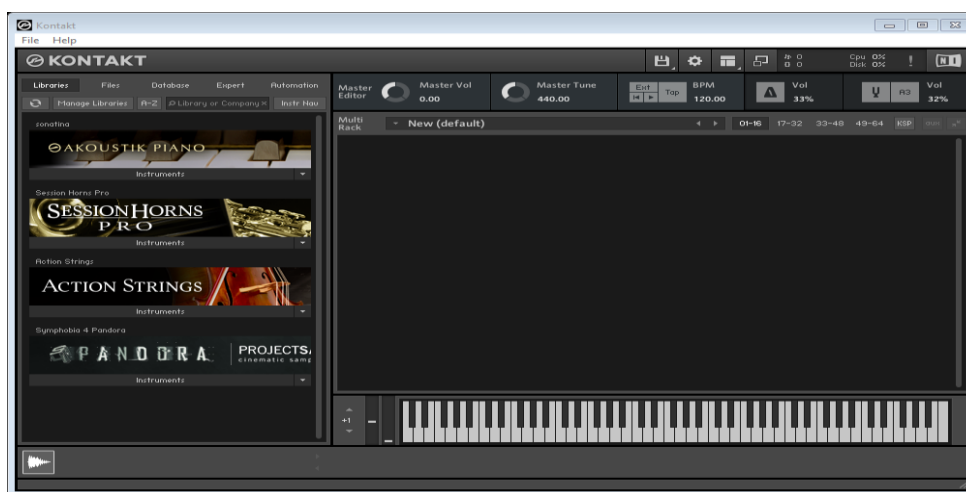 Kontakt
File Help
KONTAKT
0
0
Cpu 0%
Disk 0%
!
Libraries Files Database Expert Automation
Manage Libraries A-Z Library or Company × Instr Nav
Master
Editor
Master Vol
0.00
Master Tune
440.00
Ext
Tap
BPM
120.00
Vol
33%
A3
Vol
32%
Multi
Rack
New (default)
01-16 17-32 33-48 49-64 KSP
sonatina
AKOUSTIK PIANO
Instruments
Session Horns Pro
SESSION HORNS
PRO
Instruments
Action Strings
ACTION STRINGS
Instruments
Symphobia 4 Pandora
PANDORA
PROJECTSA
cinematic samp
Instruments
+1